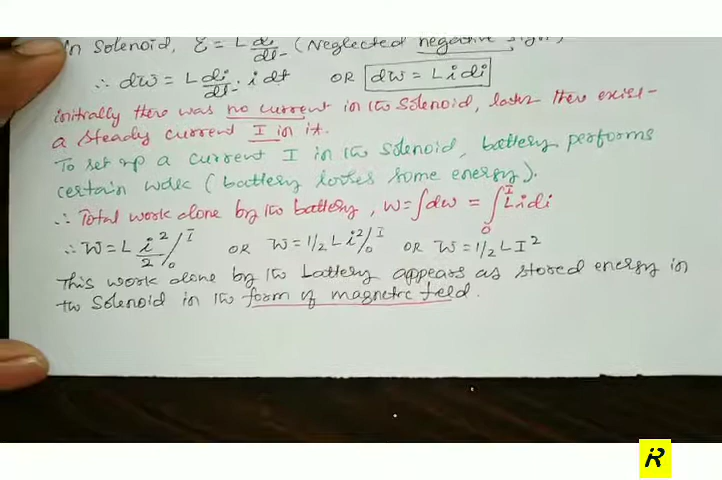 In Solenoid, Ɛ = L di/dt (Neglected negative sign)
∴ dw = L di/dt . i dt OR dw = L i di
initially there was no current in the solenoid, later there exist
a steady current I in it.
To set up a current I in the solenoid, battery performs
certain work (battery losses some energy).
∴ Total work done by the battery, W = ∫dw = ∫₀ᴵ L i di
∴ W = L i²/2 /₀ᴵ OR W = 1/2 L i²/₀ᴵ OR W = 1/2 L I²
This work done by the battery appears as stored energy in
the Solenoid in the form of magnetic field.
R